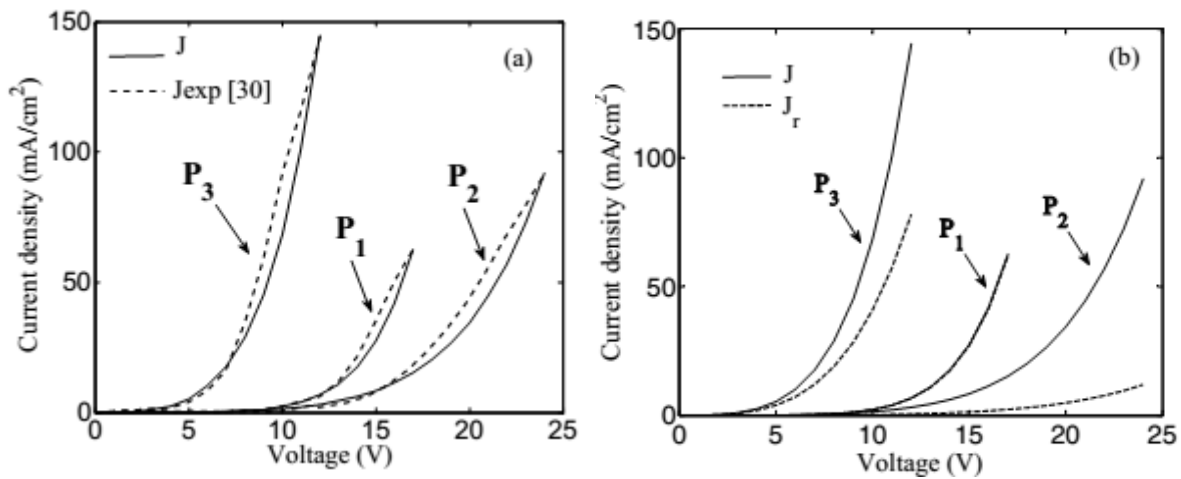 150
100
50
0
Current density (mA/cm²)
J
Jexp [30]
(a)
P₃
P₁
P₂
0 5 10 15 20 25
Voltage (V)
150
100
50
0
Current density (mA/cm²)
J
Jᵣ
(b)
P₃
P₁
P₂
0 5 10 15 20 25
Voltage (V)